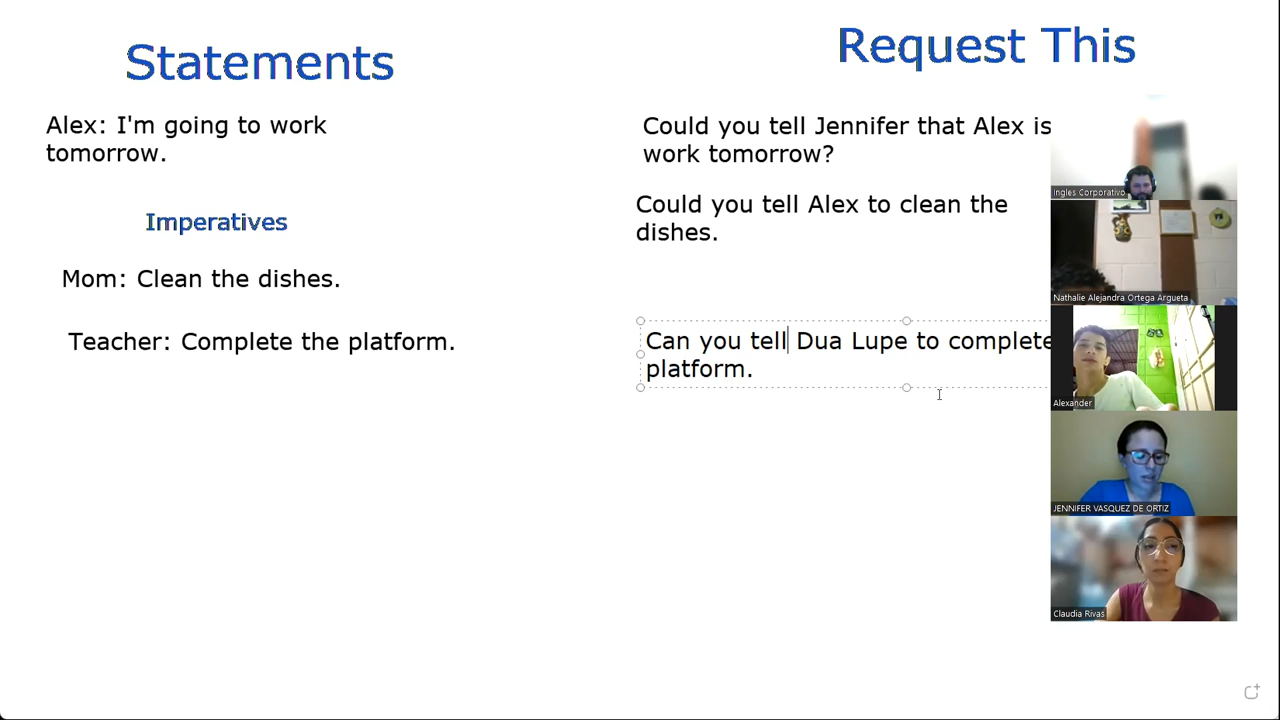 Statements
Request This
Alex: I'm going to work
tomorrow.
Could you tell Jennifer that Alex is
work tomorrow?
Imperatives
Could you tell Alex to clean the
dishes.
Mom: Clean the dishes.
Teacher: Complete the platform.
Can you tell Dua Lupe to complete
platform.
Ingles Corporativo
Nathalie Alejandra Ortega Argueta
Alexander
JENNIFER VASQUEZ DE ORTIZ
Claudia Rivas